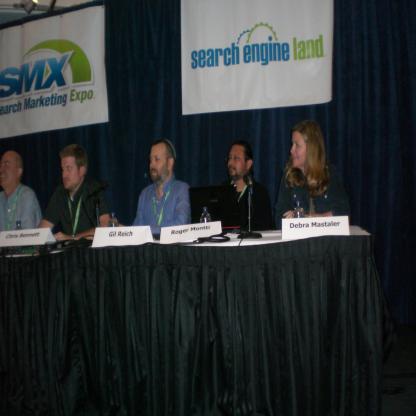 SMX
Search Marketing Expo
search engine land
Chris Bennett
Gil Reich
Roger Montti
Debra Mastaler